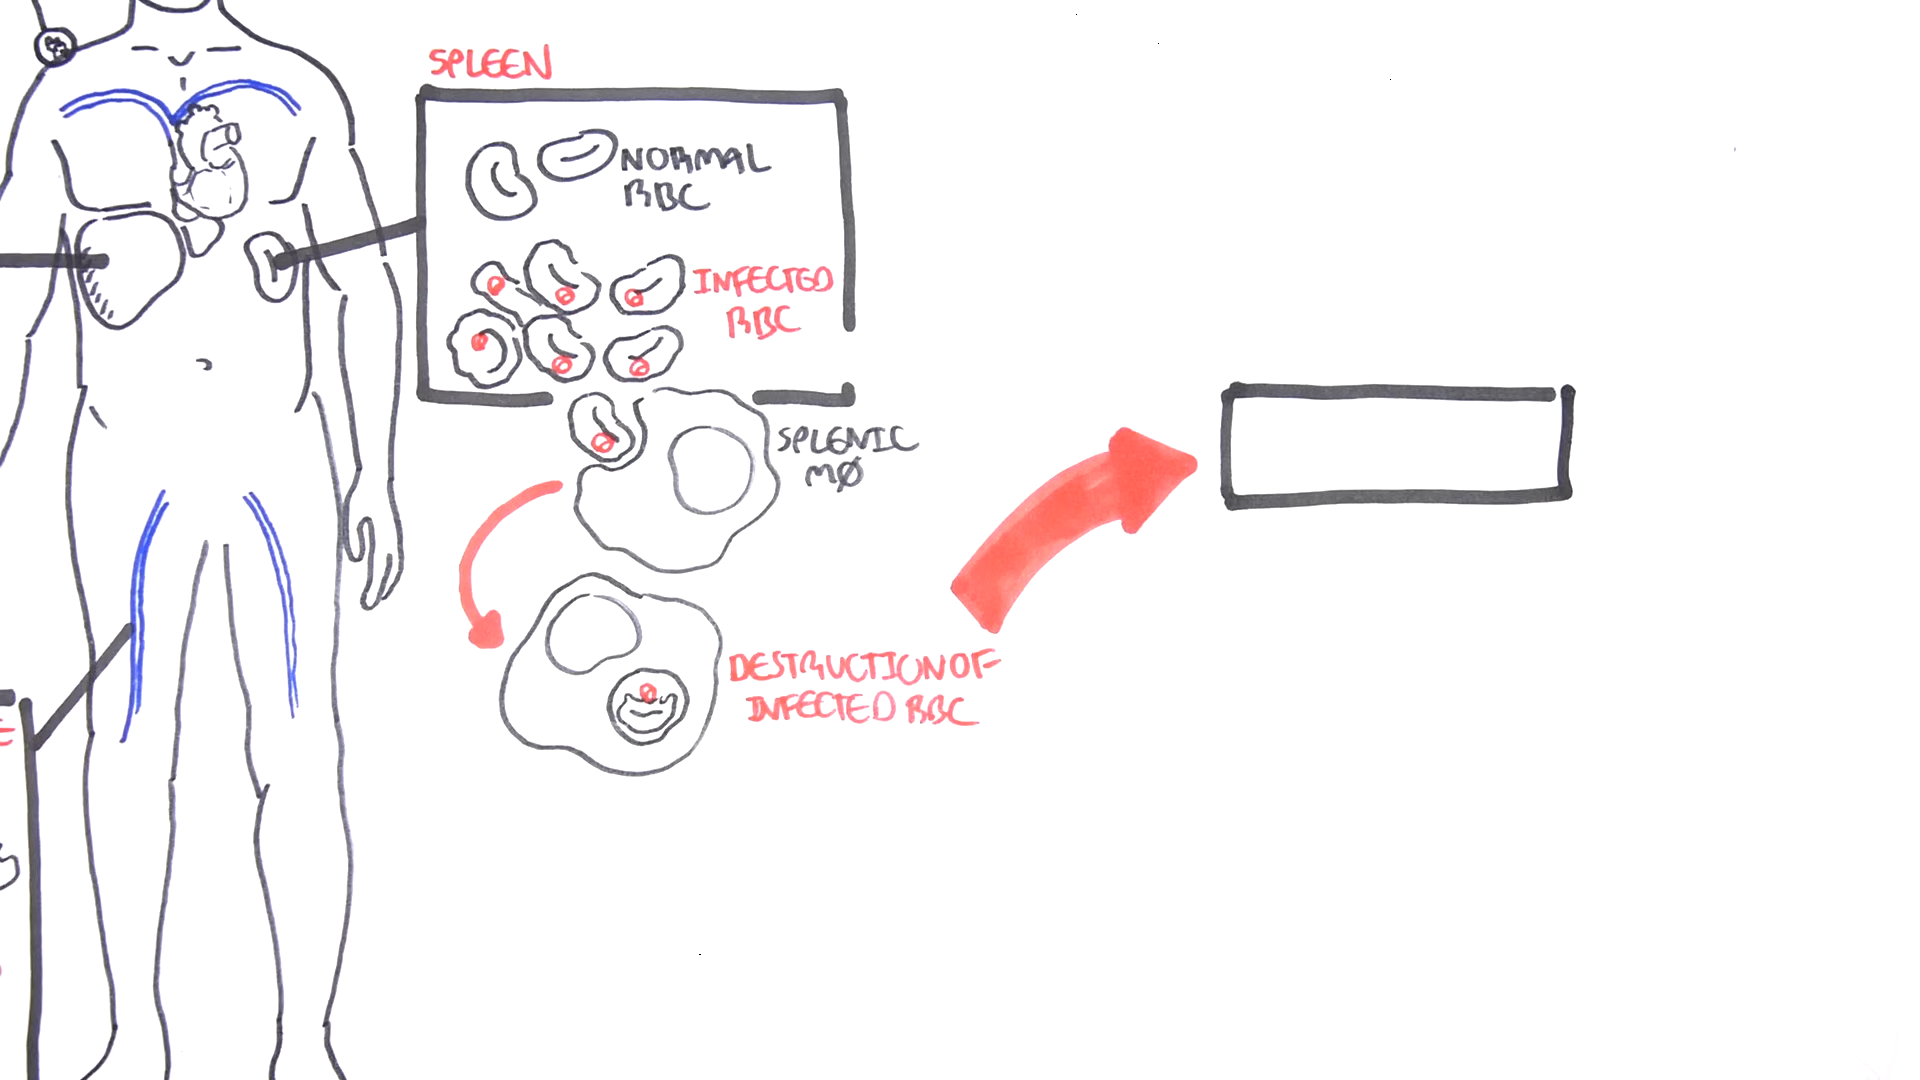 SPLEEN
NORMAL
RBC
INFECTED
RBC
SPLENIC
MØ
DESTRUCTION OF
INFECTED RBC